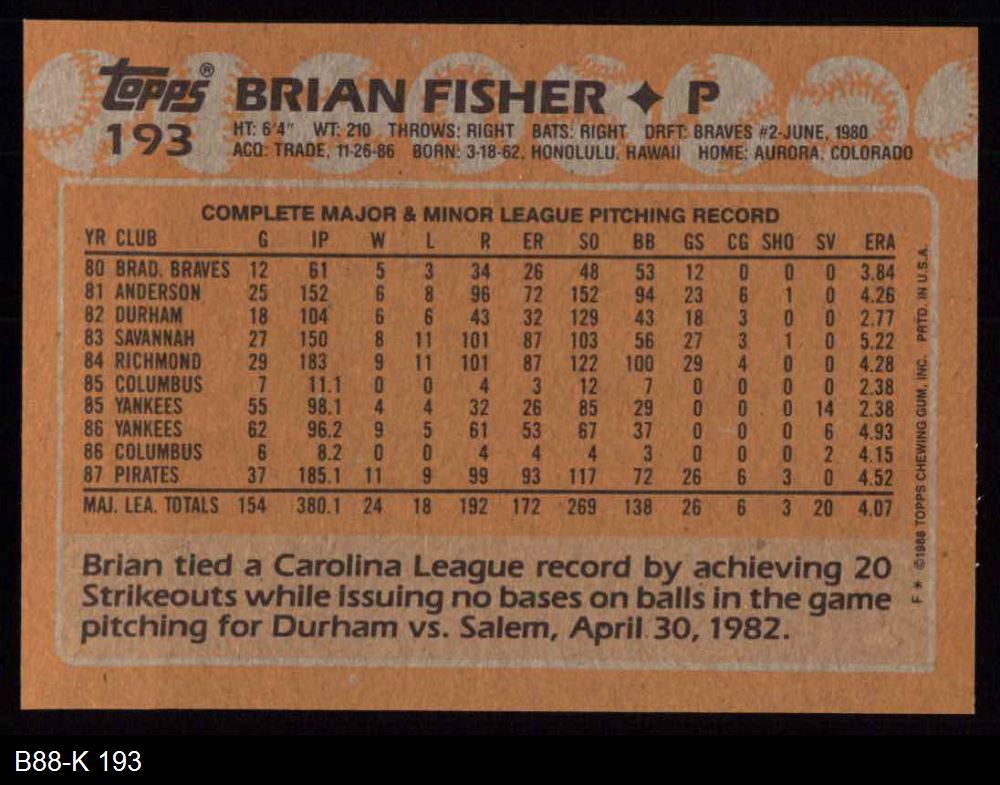 topps® BRIAN FISHER ✦ P
193
HT: 6'4" WT: 210 THROWS: RIGHT BATS: RIGHT DRFT: BRAVES #2-JUNE, 1980
ACQ: TRADE, 11-26-86 BORN: 3-18-62, HONOLULU, HAWAII HOME: AURORA, COLORADO
COMPLETE MAJOR & MINOR LEAGUE PITCHING RECORD
YR CLUB G IP W L R ER SO BB GS CG SHO SV ERA
80 BRAD. BRAVES 12 61 5 3 34 26 48 53 12 0 0 0 3.84
81 ANDERSON 25 152 6 8 96 72 152 94 23 6 1 0 4.26
82 DURHAM 18 104 6 6 43 32 129 43 18 3 0 0 2.77
83 SAVANNAH 27 150 8 11 101 87 103 56 27 3 1 0 5.22
84 RICHMOND 29 183 9 11 101 87 122 100 29 4 0 0 4.28
85 COLUMBUS 7 11.1 0 0 4 3 12 7 0 0 0 0 2.38
85 YANKEES 55 98.1 4 4 32 26 85 29 0 0 0 14 2.38
86 YANKEES 62 96.2 9 5 61 53 67 37 0 0 0 6 4.93
86 COLUMBUS 6 8.2 0 0 4 4 4 3 0 0 0 2 4.15
87 PIRATES 37 185.1 11 9 99 93 117 72 26 6 3 0 4.52
MAJ. LEA. TOTALS 154 380.1 24 18 192 172 269 138 26 6 3 20 4.07
Brian tied a Carolina League record by achieving 20
Strikeouts while issuing no bases on balls in the game
pitching for Durham vs. Salem, April 30, 1982.
F * ©1988 TOPPS CHEWING GUM, INC. PRTD. IN U.S.A.
B88-K 193